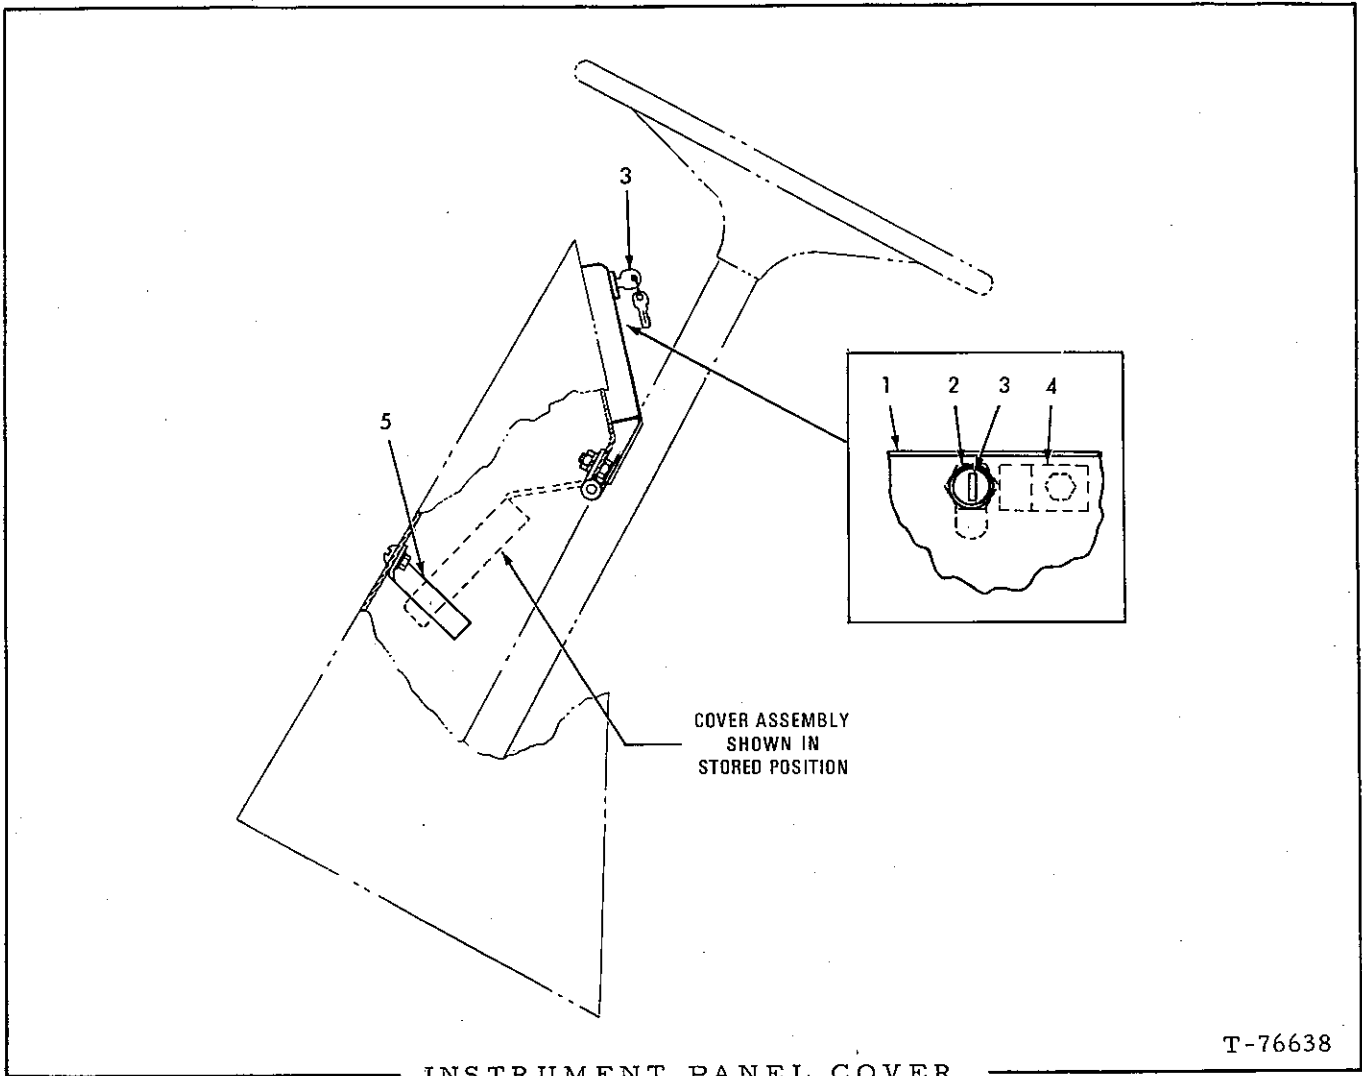 3
1 2 3 4
5
COVER ASSEMBLY
SHOWN IN
STORED POSITION
T-76638
INSTRUMENT PANEL COVER